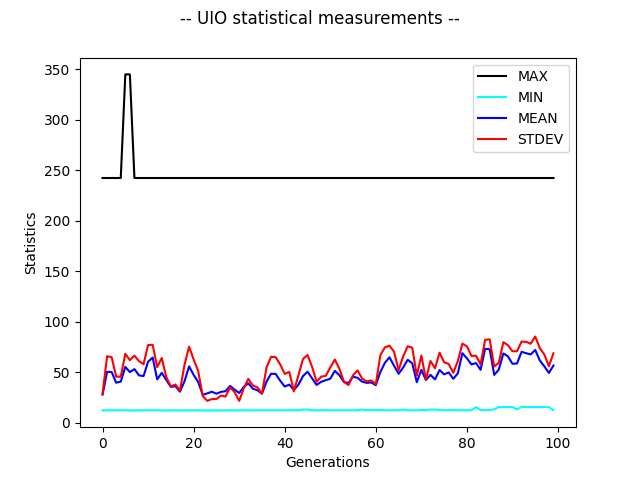 -- UIO statistical measurements --
350
300
250
200
150
100
50
0
Statistics
MAX
MIN
MEAN
STDEV
0 20 40 60 80 100
Generations